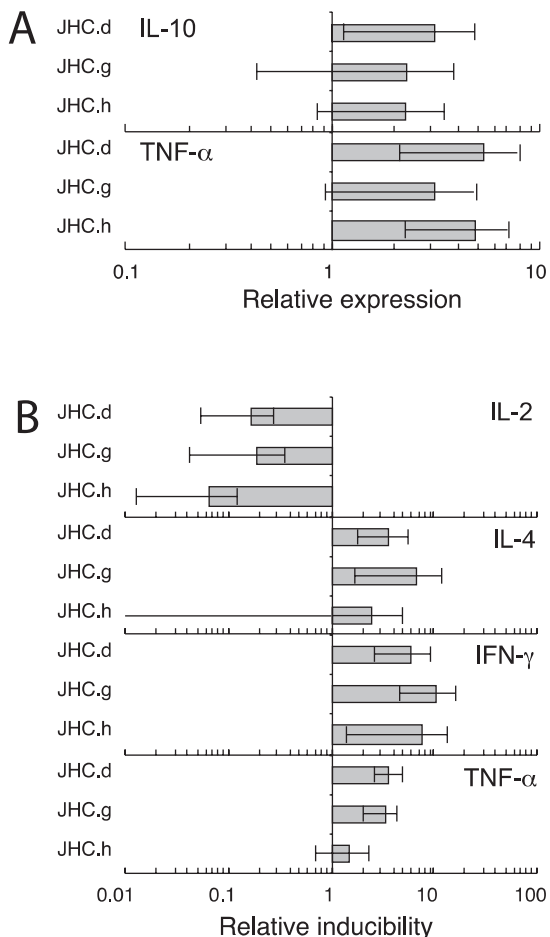 A
IL-10
JHC.d
JHC.g
JHC.h
TNF-α
JHC.d
JHC.g
JHC.h
0.1 1 10
Relative expression
B
IL-2
JHC.d
JHC.g
JHC.h
IL-4
JHC.d
JHC.g
JHC.h
IFN-γ
JHC.d
JHC.g
JHC.h
TNF-α
JHC.d
JHC.g
JHC.h
0.01 0.1 1 10 100
Relative inducibility